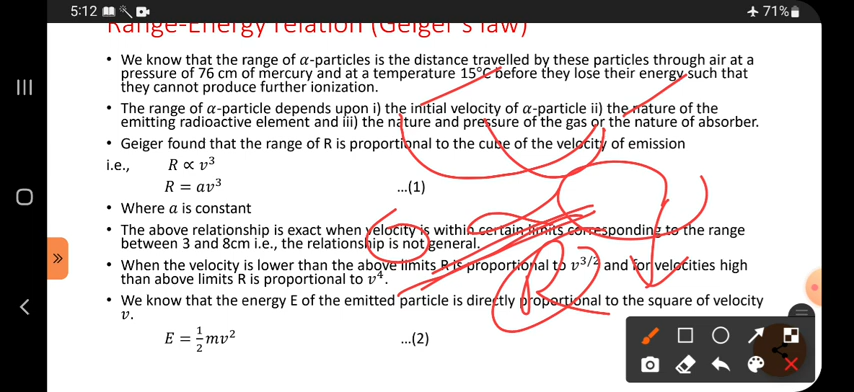 5:12
71%
Range-Energy relation (Geiger's law)
• We know that the range of α-particles is the distance travelled by these particles through air at a
pressure of 76 cm of mercury and at a temperature 15°C before they lose their energy such that
they cannot produce further ionization.
• The range of α-particle depends upon i) the initial velocity of α-particle ii) the nature of the
emitting radioactive element and iii) the nature and pressure of the gas or the nature of absorber.
• Geiger found that the range of R is proportional to the cube of the velocity of emission
i.e., R ∝ v³
R = av³ ...(1)
• Where a is constant
• The above relationship is exact when velocity is within certain limits corresponding to the range
between 3 and 8cm i.e., the relationship is not general.
• When the velocity is lower than the above limits R is proportional to v^{3/2} and for velocities high
than above limits R is proportional to v⁴.
• We know that the energy E of the emitted particle is directly proportional to the square of velocity
v.
E = \frac{1}{2}mv² ...(2)